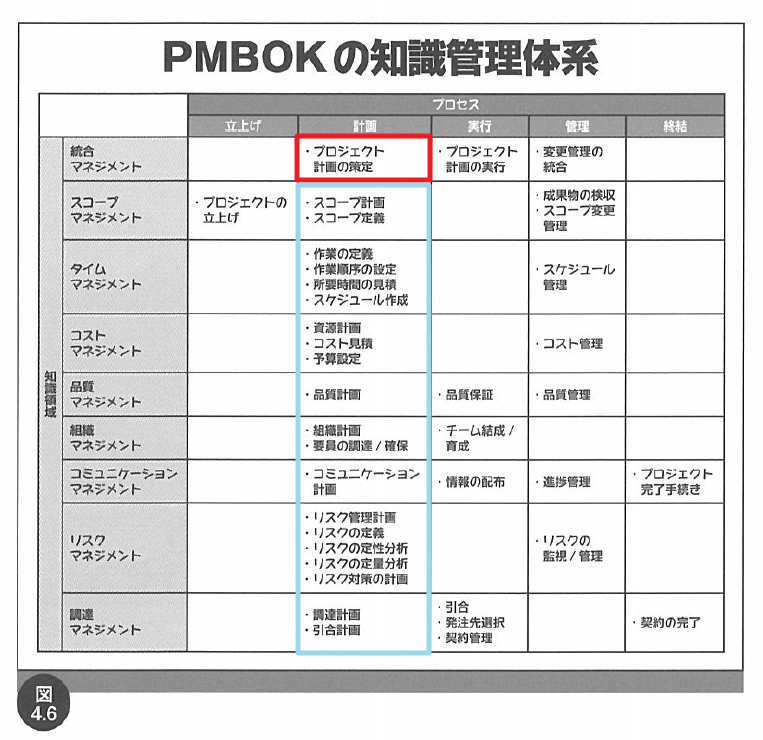 PMBOKの知識管理体系
プロセス
立上げ
計画
実行
管理
終結
知識領域
統合
マネジメント
・プロジェクト
計画の策定
・プロジェクト
計画の実行
・変更管理の
統合
スコープ
マネジメント
・プロジェクトの
立上げ
・スコープ計画
・スコープ定義
・成果物の検収
・スコープ変更
管理
タイム
マネジメント
・作業の定義
・作業順序の設定
・所要時間の見積
・スケジュール作成
・スケジュール
管理
コスト
マネジメント
・資源計画
・コスト見積
・予算設定
・コスト管理
品質
マネジメント
・品質計画
・品質保証
・品質管理
組織
マネジメント
・組織計画
・要員の調達/確保
・チーム結成/
育成
コミュニケーション
マネジメント
・コミュニケーション
計画
・情報の配布
・進捗管理
・プロジェクト
完了手続き
リスク
マネジメント
・リスク管理計画
・リスクの定義
・リスクの定性分析
・リスクの定量分析
・リスク対策の計画
・リスクの
監視/管理
調達
マネジメント
・調達計画
・引合計画
・引合
・発注先選択
・契約管理
・契約の完了
図
4.6